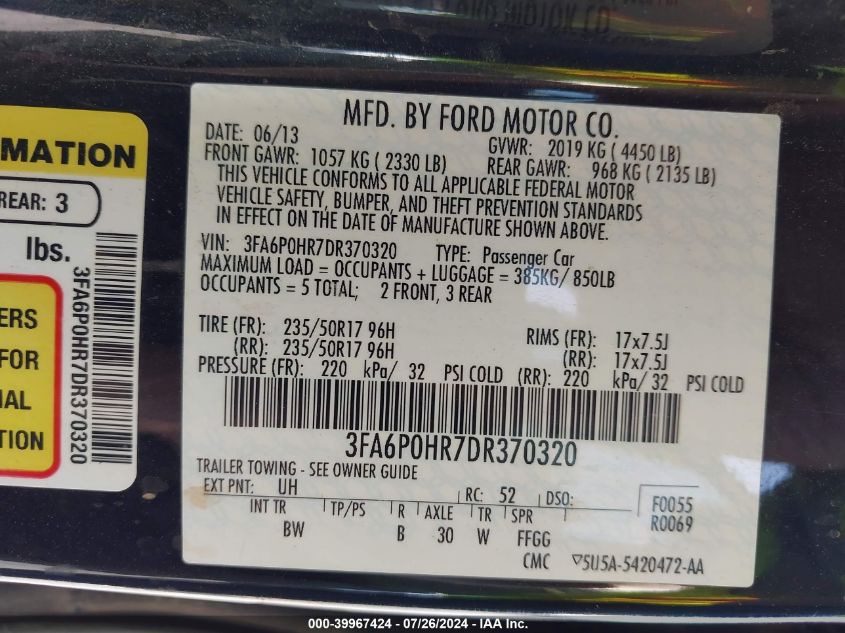 MFD. BY FORD MOTOR CO.
DATE: 06/13 GVWR: 2019 KG ( 4450 LB)
FRONT GAWR: 1057 KG ( 2330 LB) REAR GAWR: 968 KG ( 2135 LB)
THIS VEHICLE CONFORMS TO ALL APPLICABLE FEDERAL MOTOR
VEHICLE SAFETY, BUMPER, AND THEFT PREVENTION STANDARDS
IN EFFECT ON THE DATE OF MANUFACTURE SHOWN ABOVE.
VIN: 3FA6P0HR7DR370320 TYPE: Passenger Car
MAXIMUM LOAD = OCCUPANTS + LUGGAGE = 385KG/ 850LB
OCCUPANTS = 5 TOTAL; 2 FRONT, 3 REAR
TIRE (FR): 235/50R17 96H RIMS (FR): 17x7.5J
(RR): 235/50R17 96H (RR): 17x7.5J
PRESSURE (FR): 220 kPa/ 32 PSI COLD (RR): 220 kPa/ 32 PSI COLD
3FA6P0HR7DR370320
TRAILER TOWING - SEE OWNER GUIDE
EXT PNT: UH RC: 52 DSO: F0055
INT TR TP/PS R AXLE TR SPR R0069
BW B 30 W FFGG
CMC 5U5A-5420472-AA
MATION
REAR: 3
lbs.
3FA6P0HR7DR370320
ERS
FOR
AL
TION
000-39967424 - 07/26/2024 - IAA Inc.